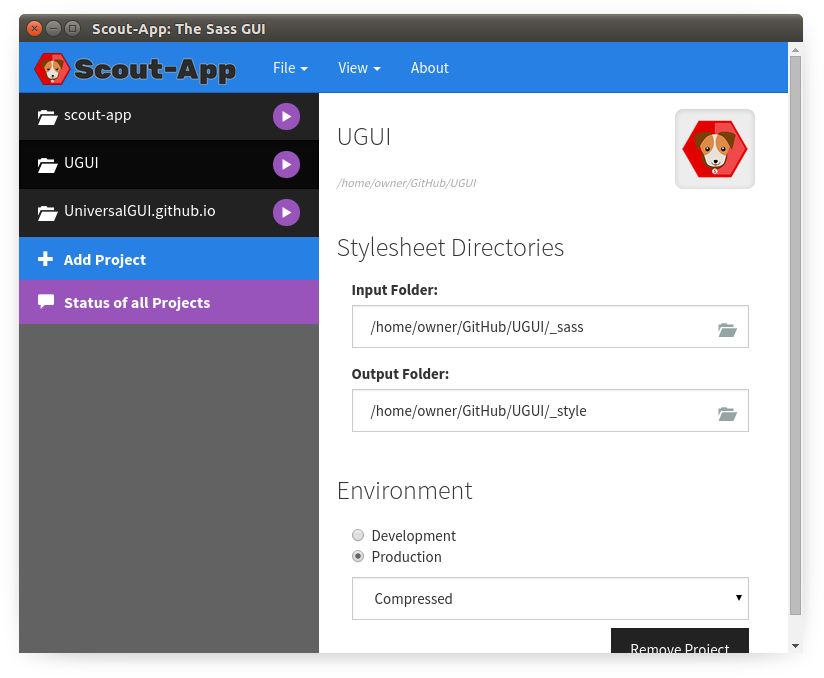 Scout-App: The Sass GUI
Scout-App File View About
scout-app
UGUI
UniversalGUI.github.io
Add Project
Status of all Projects
UGUI
/home/owner/GitHub/UGUI
Stylesheet Directories
Input Folder:
/home/owner/GitHub/UGUI/_sass
Output Folder:
/home/owner/GitHub/UGUI/_style
Environment
Development
Production
Compressed
Remove Project